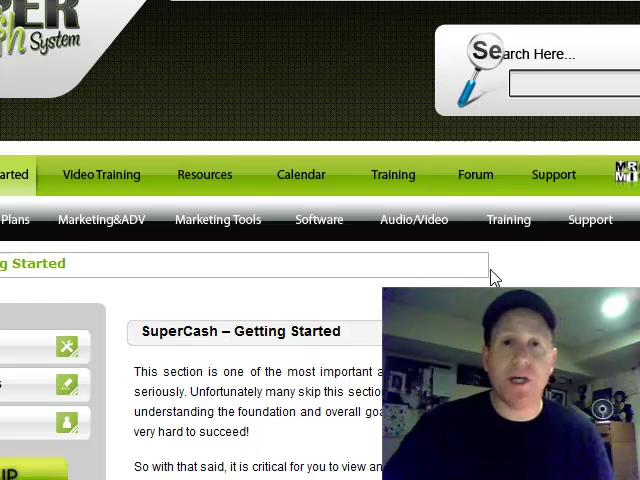 System
Search Here...
arted Video Training Resources Calendar Training Forum Support
Plans Marketing&ADV Marketing Tools Software Audio/Video Training Support
g Started
SuperCash – Getting Started
This section is one of the most important a
seriously. Unfortunately many skip this sectio
understanding the foundation and overall goa
very hard to succeed!
So with that said, it is critical for you to view an
UP